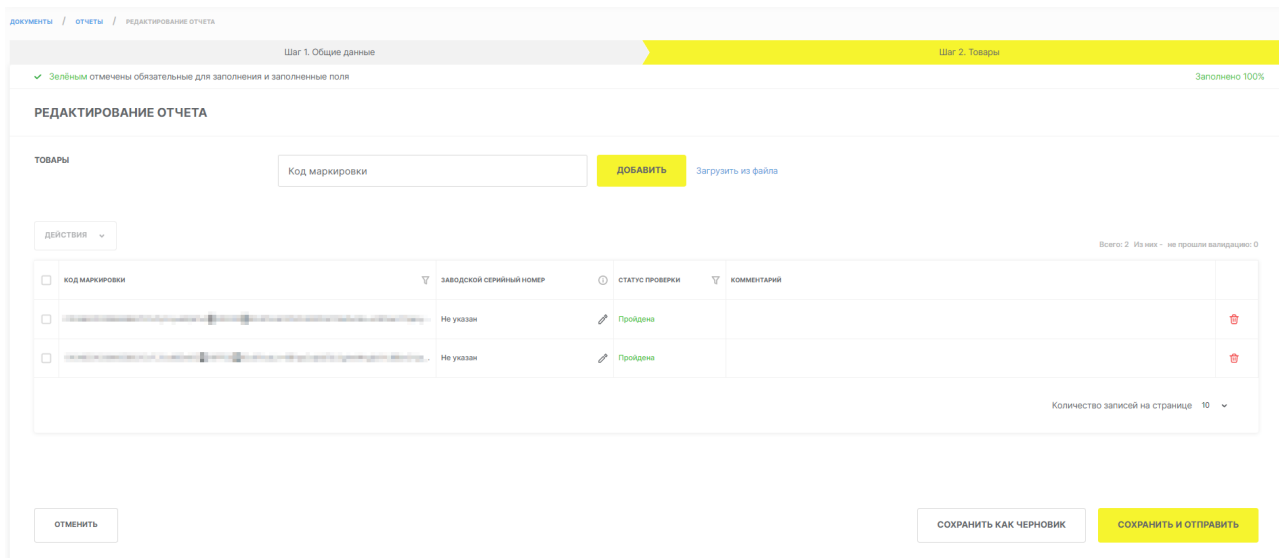 ДОКУМЕНТЫ / ОТЧЕТЫ / РЕДАКТИРОВАНИЕ ОТЧЕТА
Шаг 1. Общие данные
Шаг 2. Товары
Зелёным отмечены обязательные для заполнения и заполненные поля
Заполнено 100%
РЕДАКТИРОВАНИЕ ОТЧЕТА
ТОВАРЫ
Код маркировки
ДОБАВИТЬ
Загрузить из файла
ДЕЙСТВИЯ
Всего: 2 Из них - не прошли валидацию: 0
КОД МАРКИРОВКИ
ЗАВОДСКОЙ СЕРИЙНЫЙ НОМЕР
СТАТУС ПРОВЕРКИ
КОММЕНТАРИЙ
Не указан
Пройдена
Не указан
Пройдена
Количество записей на странице 10
ОТМЕНИТЬ
СОХРАНИТЬ КАК ЧЕРНОВИК
СОХРАНИТЬ И ОТПРАВИТЬ